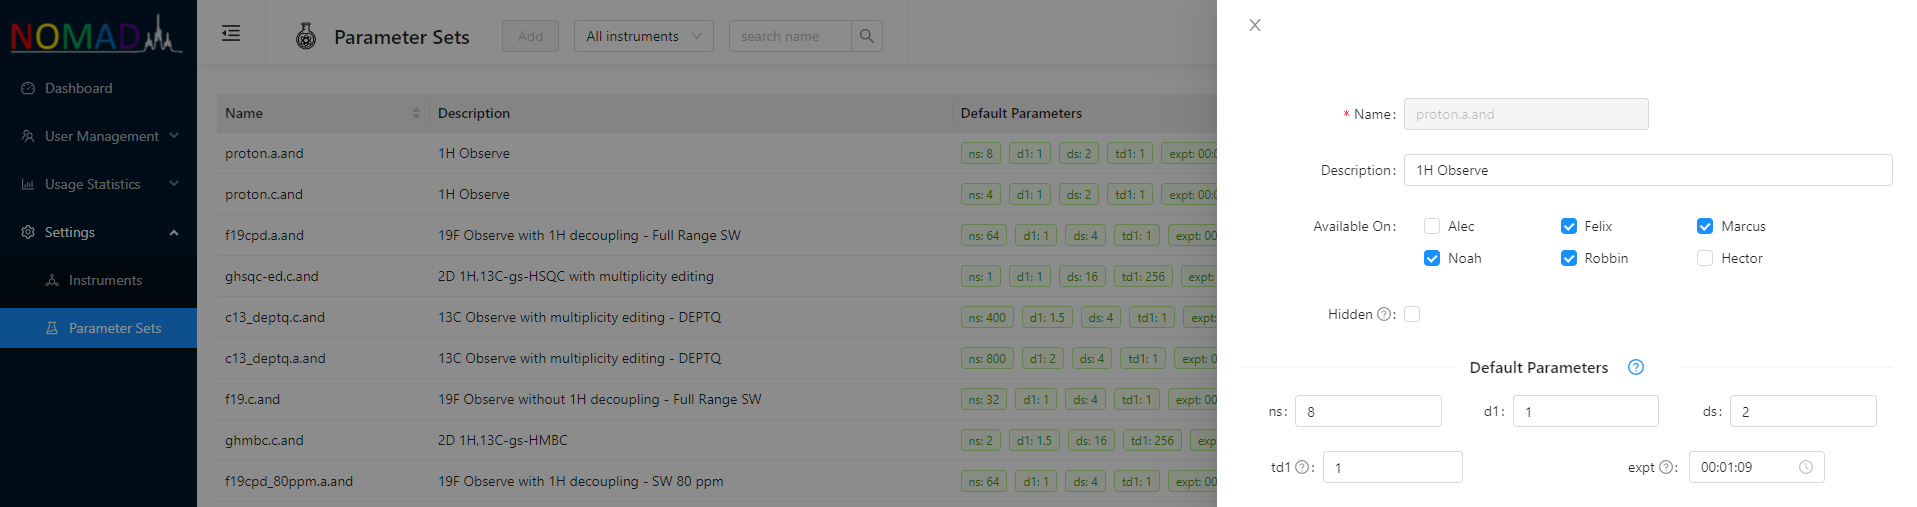 NOMAD
Dashboard
User Management
Usage Statistics
Settings
Instruments
Parameter Sets
Parameter Sets
Add
All instruments
search name
Name Description Default Parameters
proton.a.and 1H Observe ns: 8 d1: 1 ds: 2 td1: 1 expt: 00:0
proton.c.and 1H Observe ns: 4 d1: 1 ds: 2 td1: 1 expt: 00:0
f19cpd.a.and 19F Observe with 1H decoupling - Full Range SW ns: 64 d1: 1 ds: 4 td1: 1 expt: 00
ghsqc-ed.c.and 2D 1H,13C-gs-HSQC with multiplicity editing ns: 1 d1: 1 ds: 16 td1: 256 exp
c13_deptq.c.and 13C Observe with multiplicity editing - DEPTQ ns: 400 d1: 1.5 ds: 4 td1: 1 expt:
c13_deptq.a.and 13C Observe with multiplicity editing - DEPTQ ns: 800 d1: 2 ds: 4 td1: 1 expt: 0
f19.c.and 19F Observe without 1H decoupling - Full Range SW ns: 32 d1: 1 ds: 4 td1: 1 expt: 00
ghmbc.c.and 2D 1H,13C-gs-HMBC ns: 2 d1: 1.5 ds: 16 td1: 256 exp
f19cpd_80ppm.a.and 19F Observe with 1H decoupling - SW 80 ppm ns: 64 d1: 1 ds: 4 td1: 1 expt: 00
* Name: proton.a.and
Description: 1H Observe
Available On: Alec Felix Marcus
Noah Robbin Hector
Hidden ?:
Default Parameters ?
ns: 8 d1: 1 ds: 2
td1 ?: 1 expt ?: 00:01:09